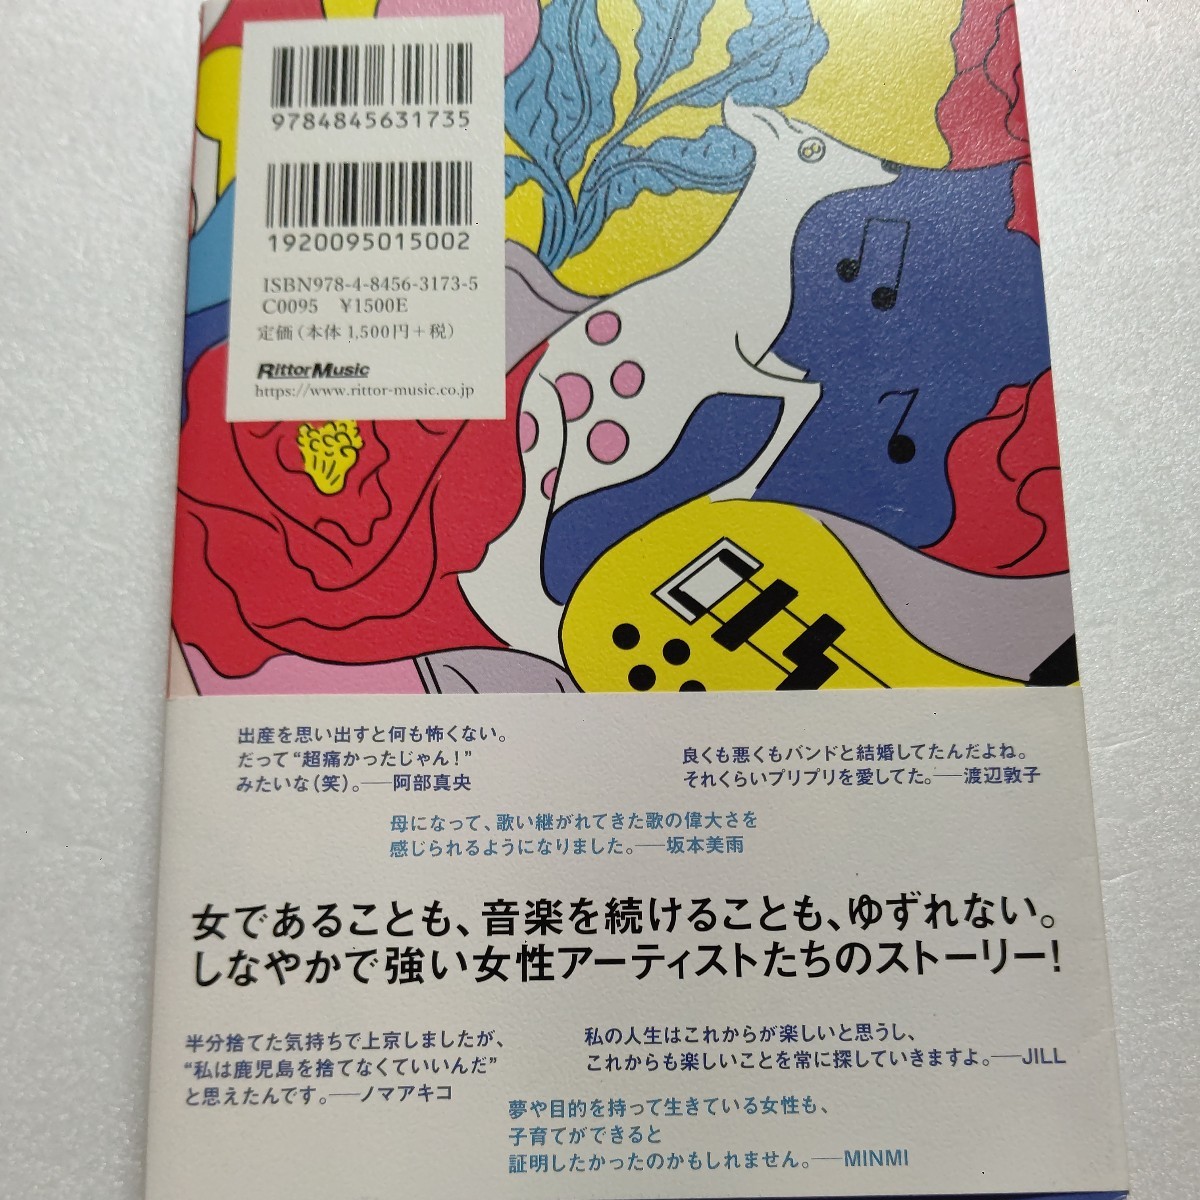 9784845631735
1920095015002
ISBN978-4-8456-3173-5
C0095 ¥1500E
定価(本体 1,500円+税)
RittorMusic
https://www.rittor-music.co.jp
出産を思い出すと何も怖くない。
だって“超痛かったじゃん！”
みたいな(笑)。──阿部真央
良くも悪くもバンドと結婚してたんだよね。
それくらいプリプリを愛してた。──渡辺敦子
母になって、歌い継がれてきた歌の偉大さを
感じられるようになりました。──坂本美雨
女であることも、音楽を続けることも、ゆずれない。
しなやかで強い女性アーティストたちのストーリー！
半分捨てた気持ちで上京しましたが、
“私は鹿児島を捨てなくていいんだ”
と思えたんです。──ノマアキコ
私の人生はこれからが楽しいと思うし、
これからも楽しいことを常に探していきますよ。──JILL
夢や目的を持って生きている女性も、
子育てができると
証明したかったのかもしれません。──MINMI